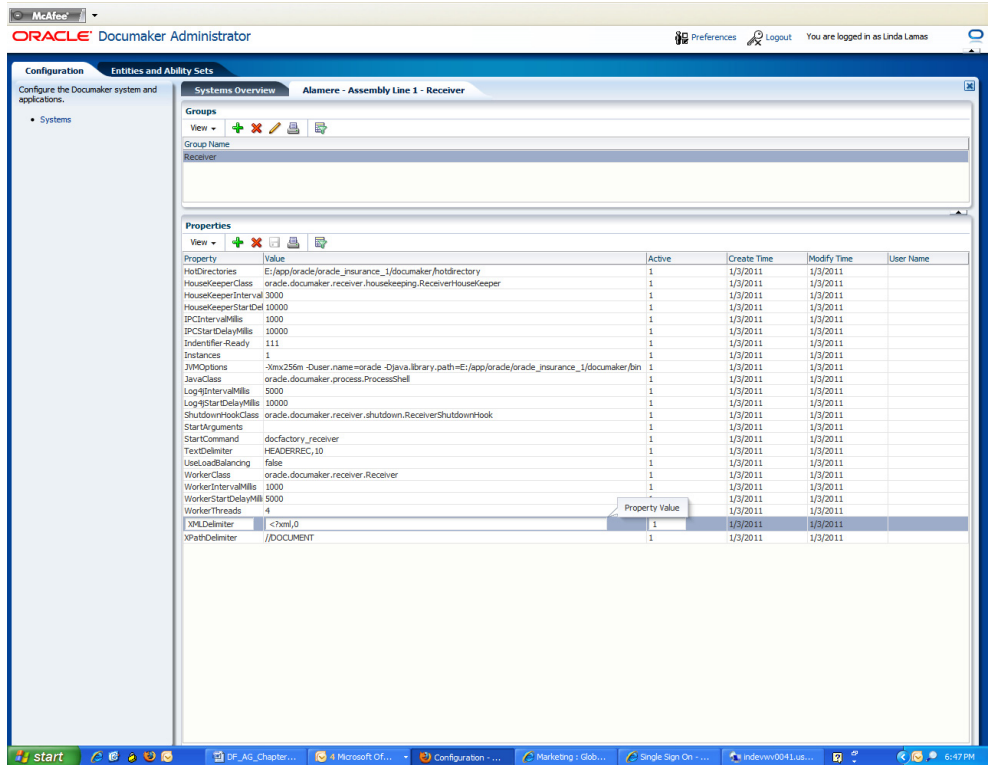 McAfee
ORACLE Documaker Administrator
Preferences Logout You are logged in as Linda Lamas
Configuration Entities and Ability Sets
Configure the Documaker system and applications.
Systems
Systems Overview Alamere - Assembly Line 1 - Receiver
Groups
View
Group Name
Receiver
Properties
View
Property Value Active Create Time Modify Time User Name
HotDirectories E:/app/oracle/oracle_insurance_1/documaker/hotdirectory 1 1/3/2011 1/3/2011
HouseKeeperClass oracle.documaker.receiver.housekeeping.ReceiverHouseKeeper 1 1/3/2011 1/3/2011
HouseKeeperInterval 3000 1 1/3/2011 1/3/2011
HouseKeeperStartDel 10000 1 1/3/2011 1/3/2011
IPCIntervalMillis 1000 1 1/3/2011 1/3/2011
IPCStartDelayMillis 10000 1 1/3/2011 1/3/2011
Indentifier-Ready 111 1 1/3/2011 1/3/2011
Instances 1 1 1/3/2011 1/3/2011
JVMOptions -Xmx256m -Duser.name=oracle -Djava.library.path=E:/app/oracle/oracle_insurance_1/documaker/bin 1 1/3/2011 1/3/2011
JavaClass oracle.documaker.process.ProcessShell 1 1/3/2011 1/3/2011
Log4jIntervalMillis 5000 1 1/3/2011 1/3/2011
Log4jStartDelayMillis 10000 1 1/3/2011 1/3/2011
ShutdownHookClass oracle.documaker.receiver.shutdown.ReceiverShutdownHook 1 1/3/2011 1/3/2011
StartArguments 1 1/3/2011 1/3/2011
StartCommand docfactory_receiver 1 1/3/2011 1/3/2011
TextDelimiter HEADERREC,10 1 1/3/2011 1/3/2011
UseLoadBalancing false 1 1/3/2011 1/3/2011
WorkerClass oracle.documaker.receiver.Receiver 1 1/3/2011 1/3/2011
WorkerIntervalMillis 1000 1 1/3/2011 1/3/2011
WorkerStartDelayMilli 5000 1/3/2011 1/3/2011
WorkerThreads 4 Property Value 1/3/2011 1/3/2011
XMLDelimiter <?xml,0 1 1/3/2011 1/3/2011
XPathDelimiter //DOCUMENT 1 1/3/2011 1/3/2011
start DF_AG_Chapter... 4 Microsoft Of... Configuration - ... Marketing : Glob... Single Sign On - ... indevwv0041.us... 6:47 PM